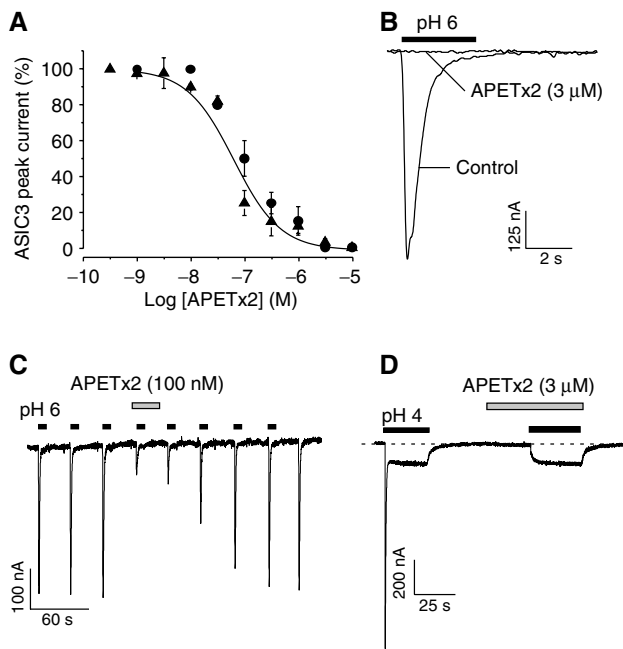 A
ASIC3 peak current (%)
100
80
60
40
20
0
−10 −9 −8 −7 −6 −5
Log [APETx2] (M)
B
pH 6
APETx2 (3 μM)
Control
125 nA
2 s
C
APETx2 (100 nM)
pH 6
100 nA
60 s
D
APETx2 (3 μM)
pH 4
200 nA
25 s